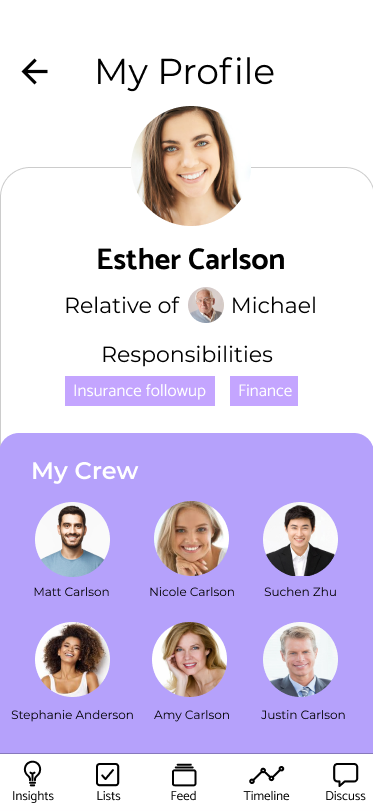 My Profile
Esther Carlson
Relative of Michael
Responsibilities
Insurance followup Finance
My Crew
Matt Carlson Nicole Carlson Suchen Zhu
Stephanie Anderson Amy Carlson Justin Carlson
Insights Lists Feed Timeline Discuss